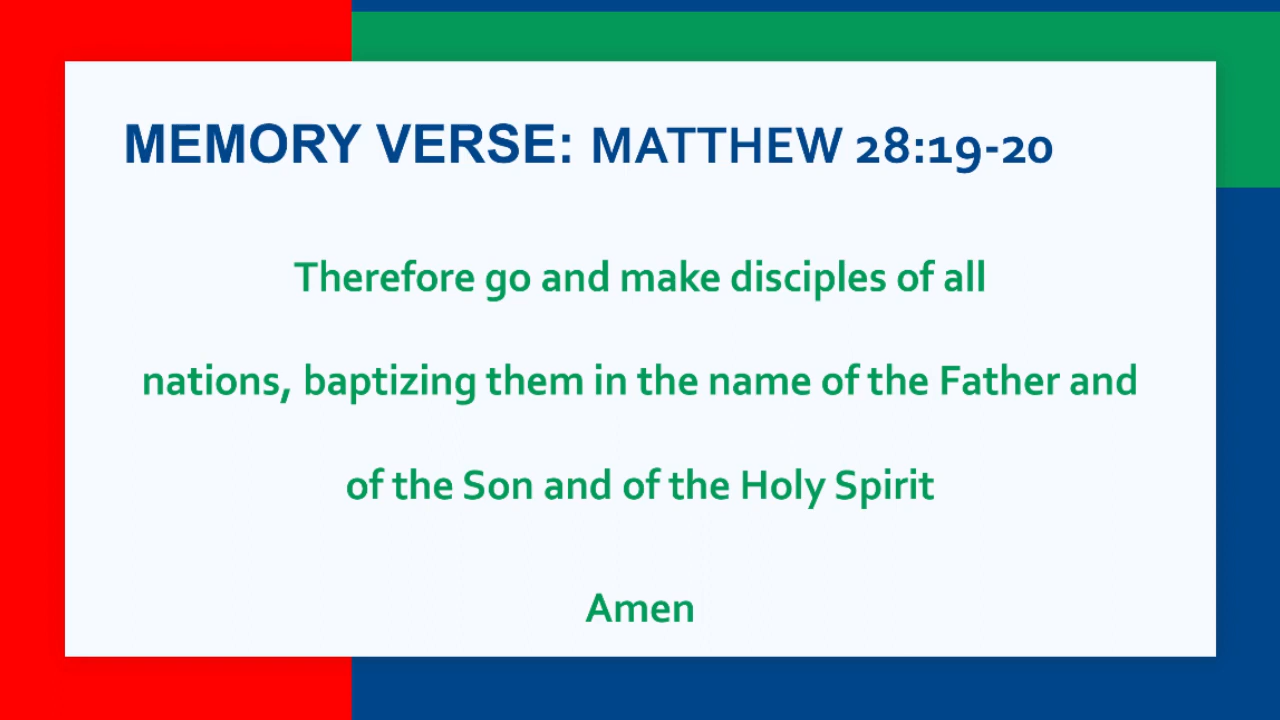 MEMORY VERSE: MATTHEW 28:19-20
Therefore go and make disciples of all
nations, baptizing them in the name of the Father and
of the Son and of the Holy Spirit
Amen